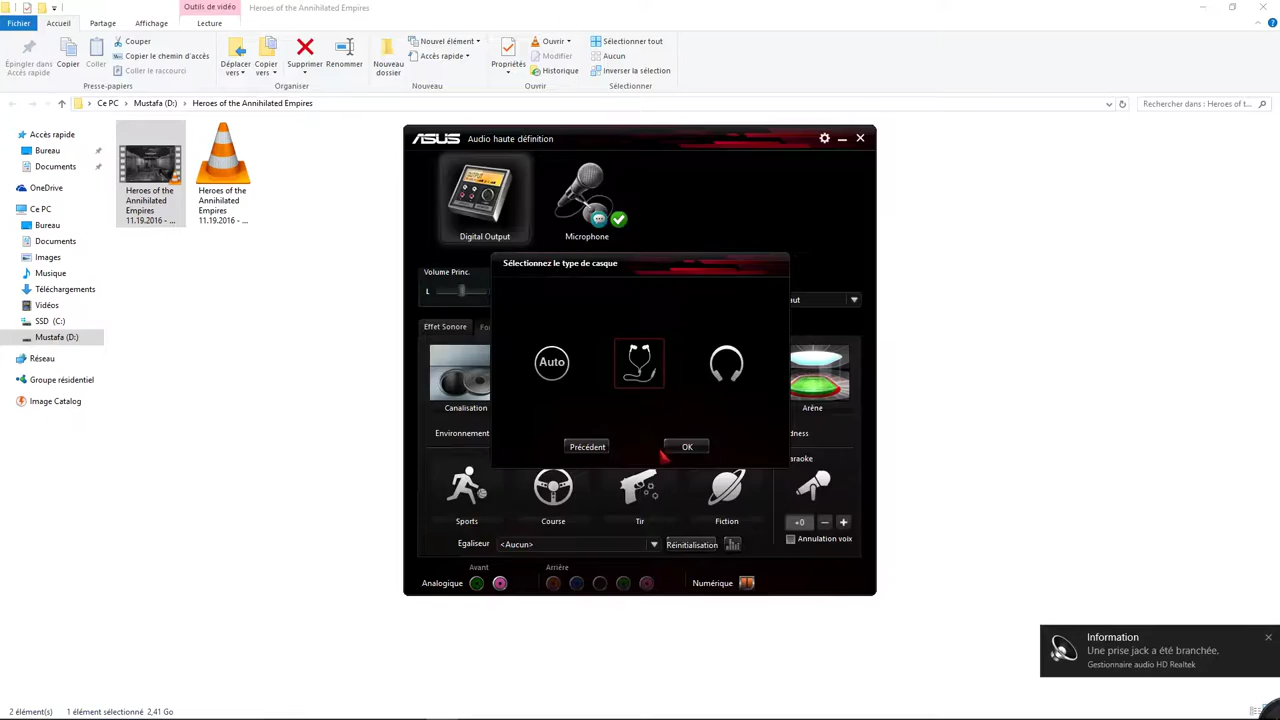 Outils de vidéo
Heroes of the Annihilated Empires
Fichier
Accueil
Partage
Affichage
Lecture
Épingler dans Accès rapide
Copier
Coller
Couper
Copier le chemin d'accès
Coller le raccourci
Presse-papiers
Déplacer vers
Copier vers
Supprimer
Renommer
Organiser
Nouveau dossier
Nouvel élément
Accès rapide
Nouveau
Propriétés
Ouvrir
Modifier
Historique
Ouvrir
Sélectionner tout
Aucun
Inverser la sélection
Sélectionner
Ce PC > Mustafa (D:) > Heroes of the Annihilated Empires
Rechercher dans : Heroes of t...
Accès rapide
Bureau
Documents
OneDrive
Ce PC
Bureau
Documents
Images
Musique
Téléchargements
Vidéos
SSD (C:)
Mustafa (D:)
Réseau
Groupe résidentiel
Image Catalog
Heroes of the
Annihilated
Empires
11.19.2016 - ...
Heroes of the
Annihilated
Empires
11.19.2016 - ...
ASUS Audio haute définition
Digital Output
Microphone
Volume Princ.
L
aut
Effet Sonore
Fo
Sélectionnez le type de casque
Auto
Précédent
OK
Canalisation
Arêne
Environnement
dness
araoke
Sports
Course
Tir
Fiction
+0
Annulation voix
Egaliseur
<Aucun>
Réinitialisation
Avant
Arrière
Analogique
Numérique
Information
Une prise jack a été branchée.
Gestionnaire audio HD Realtek
2 élément(s)
1 élément sélectionné 2,41 Go